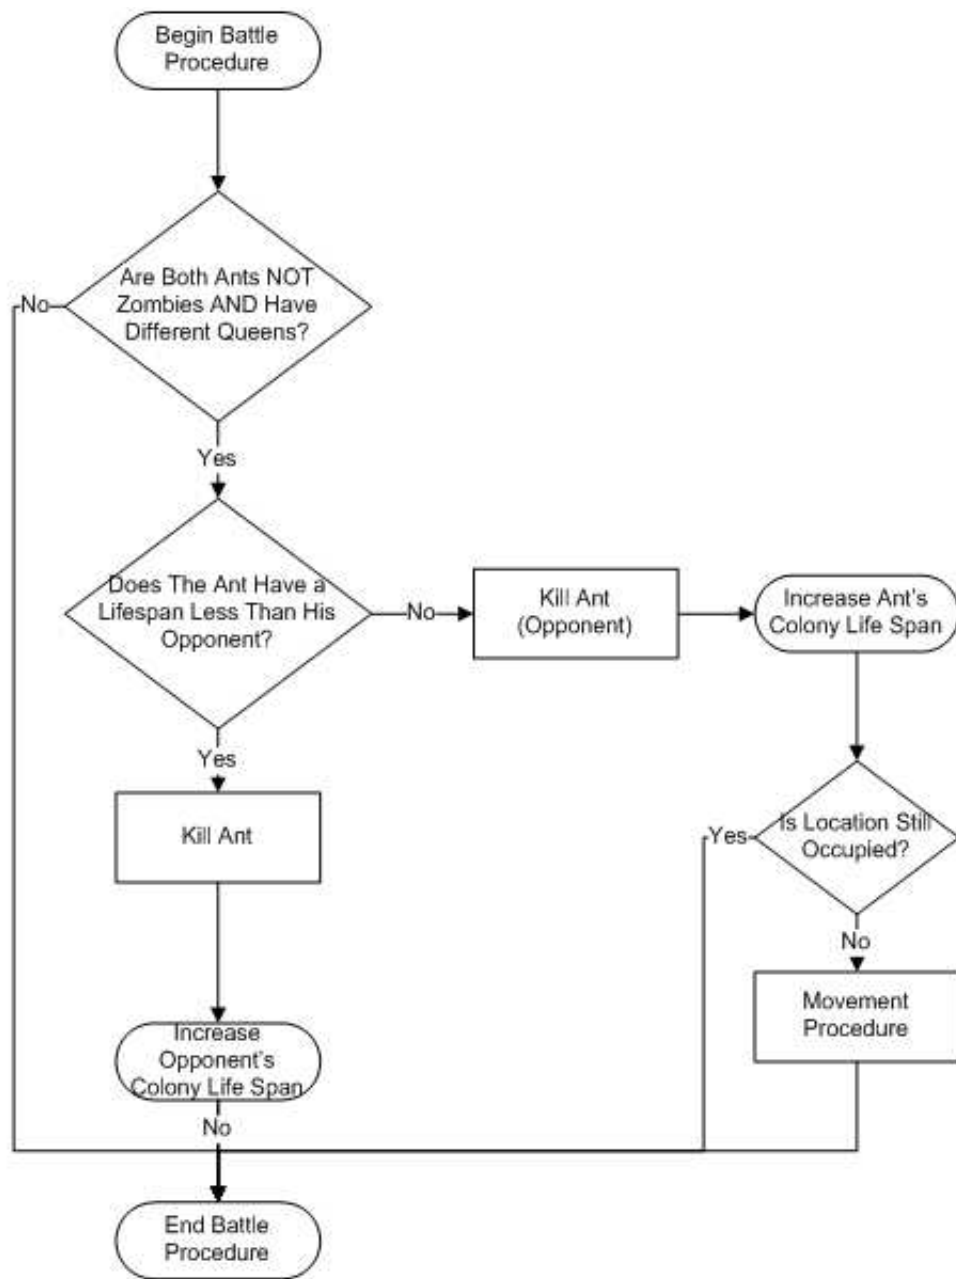 Begin Battle
Procedure
Are Both Ants NOT
Zombies AND Have
Different Queens?
No
Yes
Does The Ant Have a
Lifespan Less Than His
Opponent?
No
Kill Ant
(Opponent)
Increase Ant's
Colony Life Span
Yes
Kill Ant
Is Location Still
Occupied?
Yes
No
Movement
Procedure
Increase
Opponent's
Colony Life Span
No
End Battle
Procedure